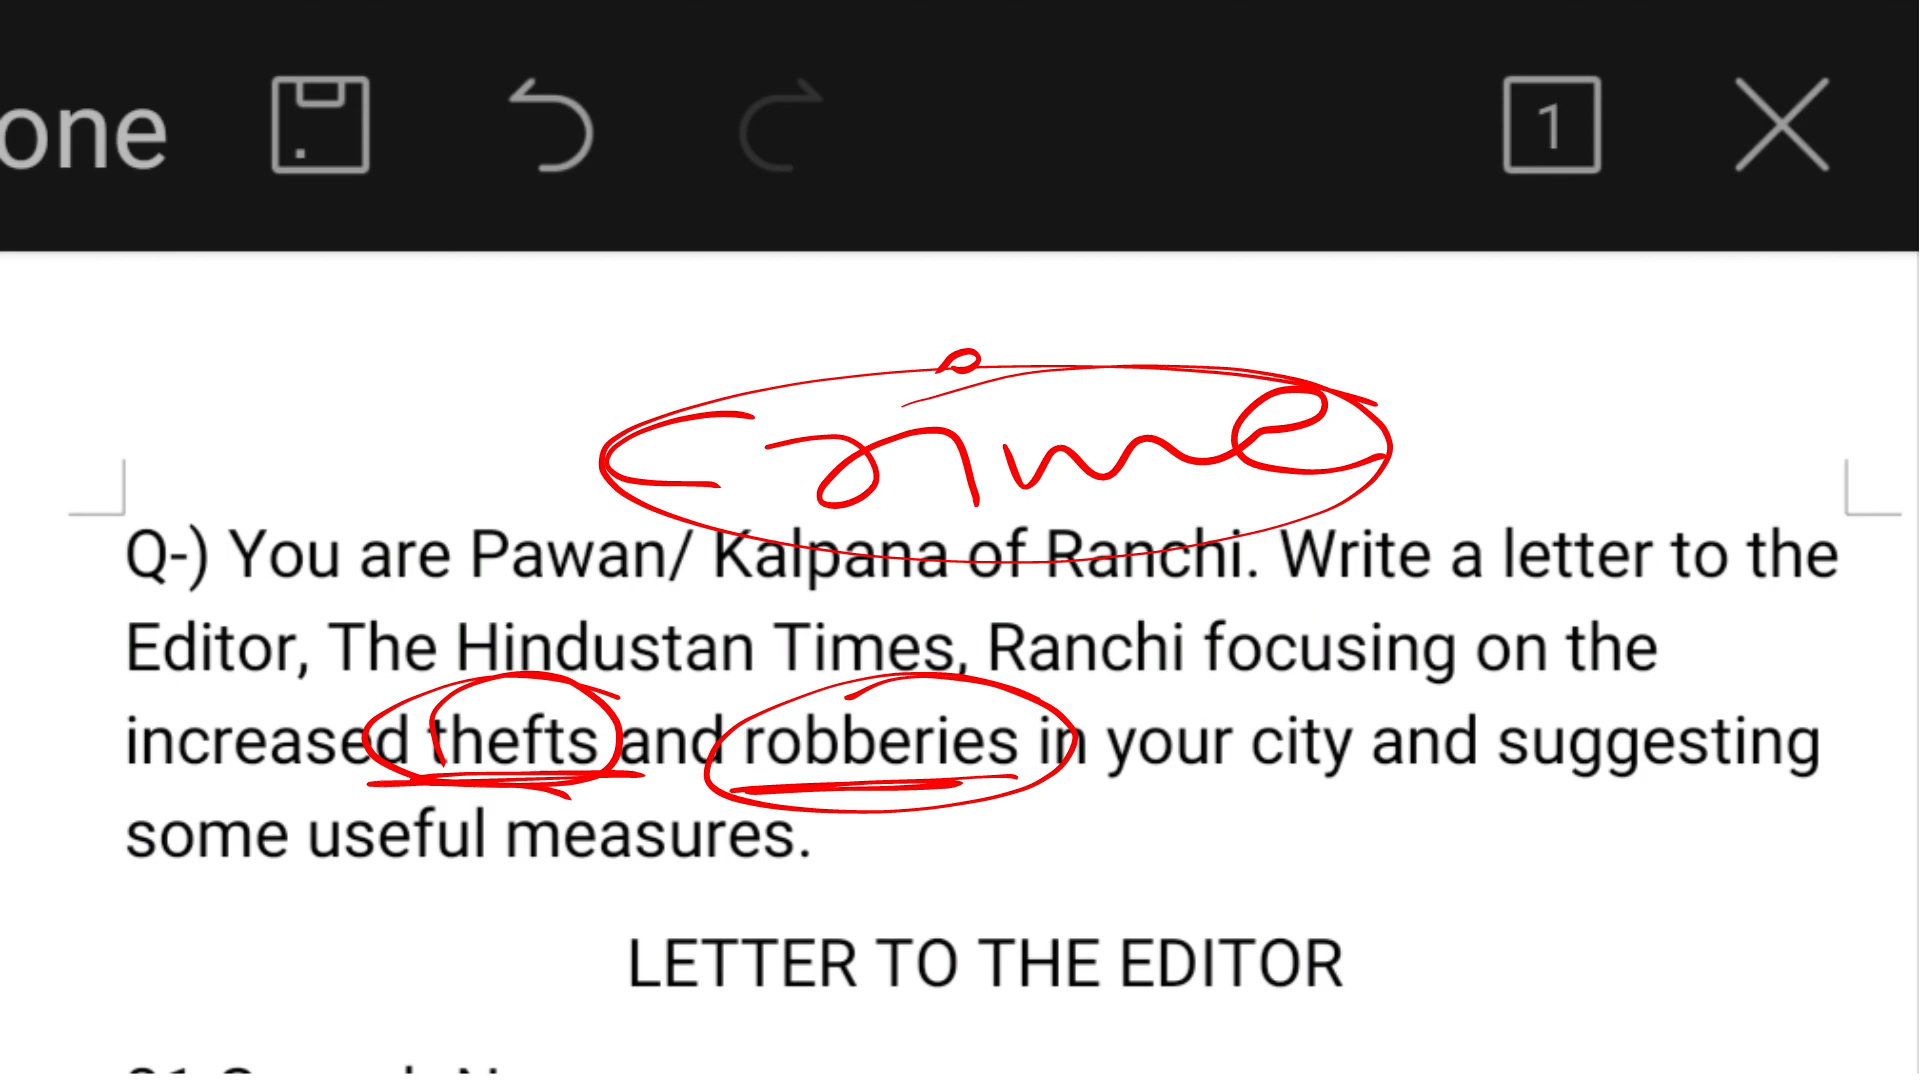 one
1
Crime
Q-) You are Pawan/ Kalpana of Ranchi. Write a letter to the
Editor, The Hindustan Times, Ranchi focusing on the
increased thefts and robberies in your city and suggesting
some useful measures.
LETTER TO THE EDITOR